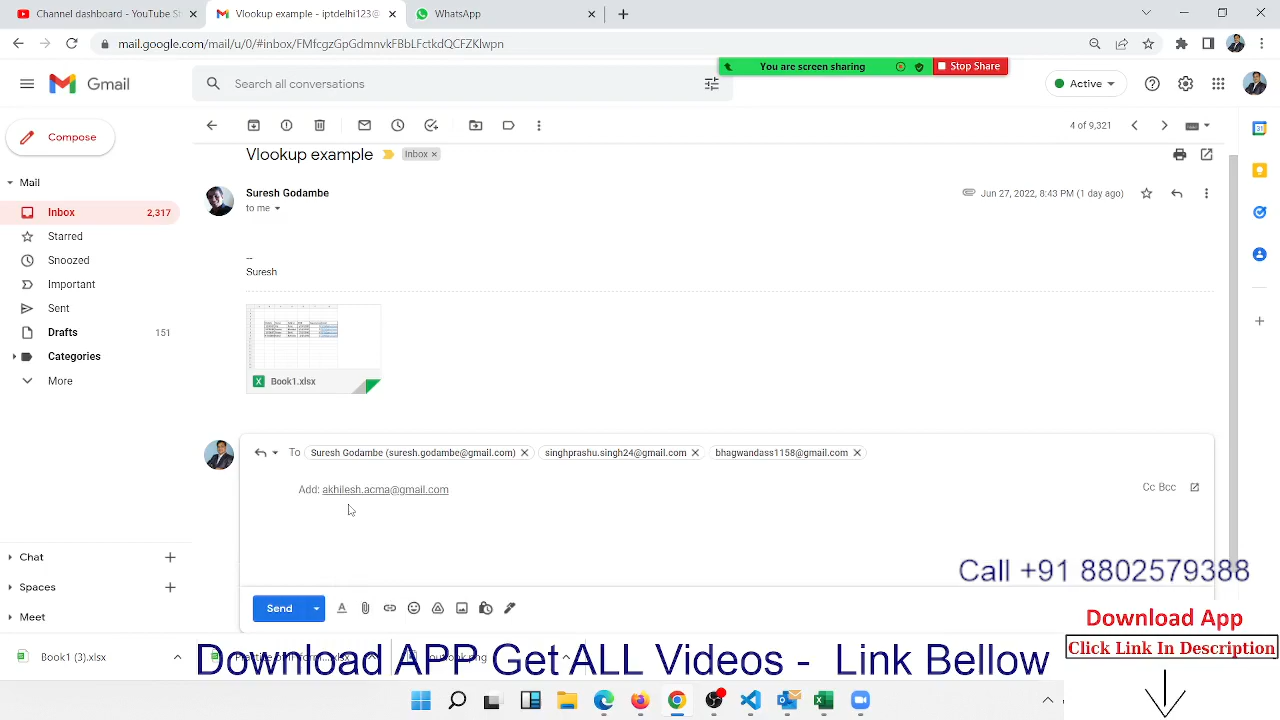 Channel dashboard - YouTube St
Vlookup example - iptdelhi123@
WhatsApp
mail.google.com/mail/u/0/#inbox/FMfcgzGpGdmnvkFBbLFctkdQCFZKlvpn
You are screen sharing
Stop Share
Gmail
Search all conversations
Active
Compose
4 of 9,321
Vlookup example
Inbox
Mail
Suresh Godambe
Jun 27, 2022, 8:43 PM (1 day ago)
to me
Inbox
2,317
Starred
Snoozed
Important
Sent
Drafts
151
Categories
More
--
Suresh
Book1.xlsx
To
Suresh Godambe (suresh.godambe@gmail.com)
singhprashu.singh24@gmail.com
bhagwandass1158@gmail.com
Add: akhilesh.acma@gmail.com
Cc Bcc
Chat
Spaces
Meet
Send
Call +91 8802579388
Download App
Click Link In Description
Book1 (3).xlsx
Download APP Get ALL Videos - Link Bellow